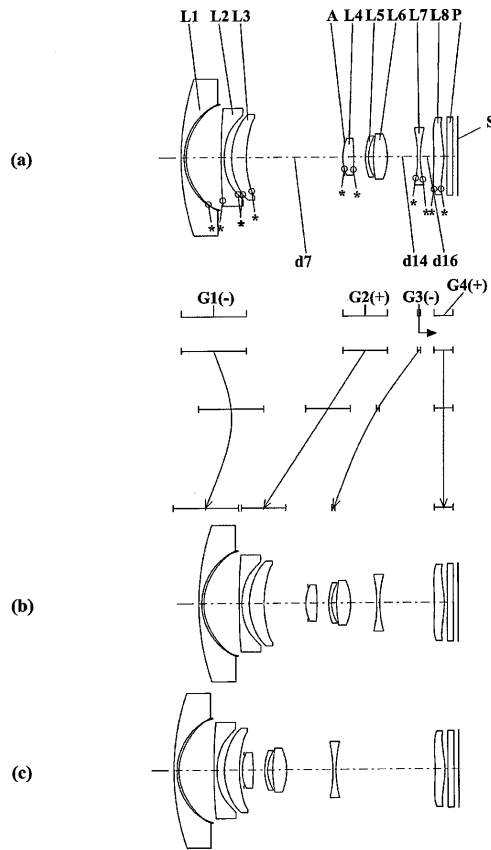 L1 L2 L3 A L4 L5 L6 L7 L8 P
S
(a)
* * * * * * * * * * *
d7 d14 d16
G1(-) G2(+) G3(-) G4(+)
(b)
(c)